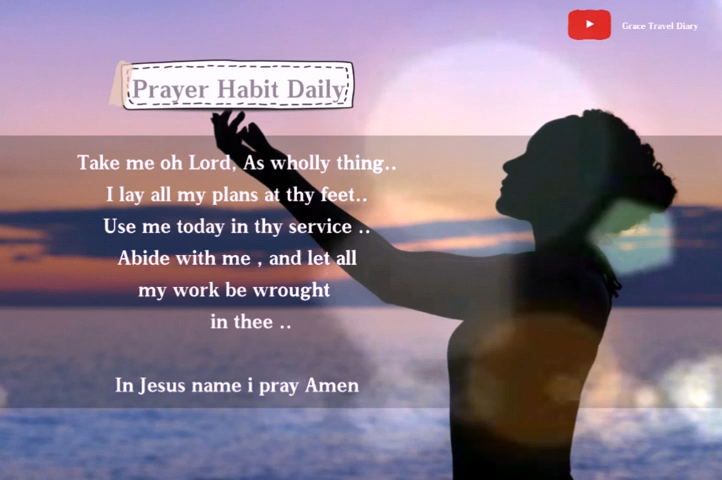 Grace Travel Diary
Prayer Habit Daily
Take me oh Lord, As wholly thing..
I lay all my plans at thy feet..
Use me today in thy service ..
Abide with me , and let all
my work be wrought
in thee ..
In Jesus name i pray Amen